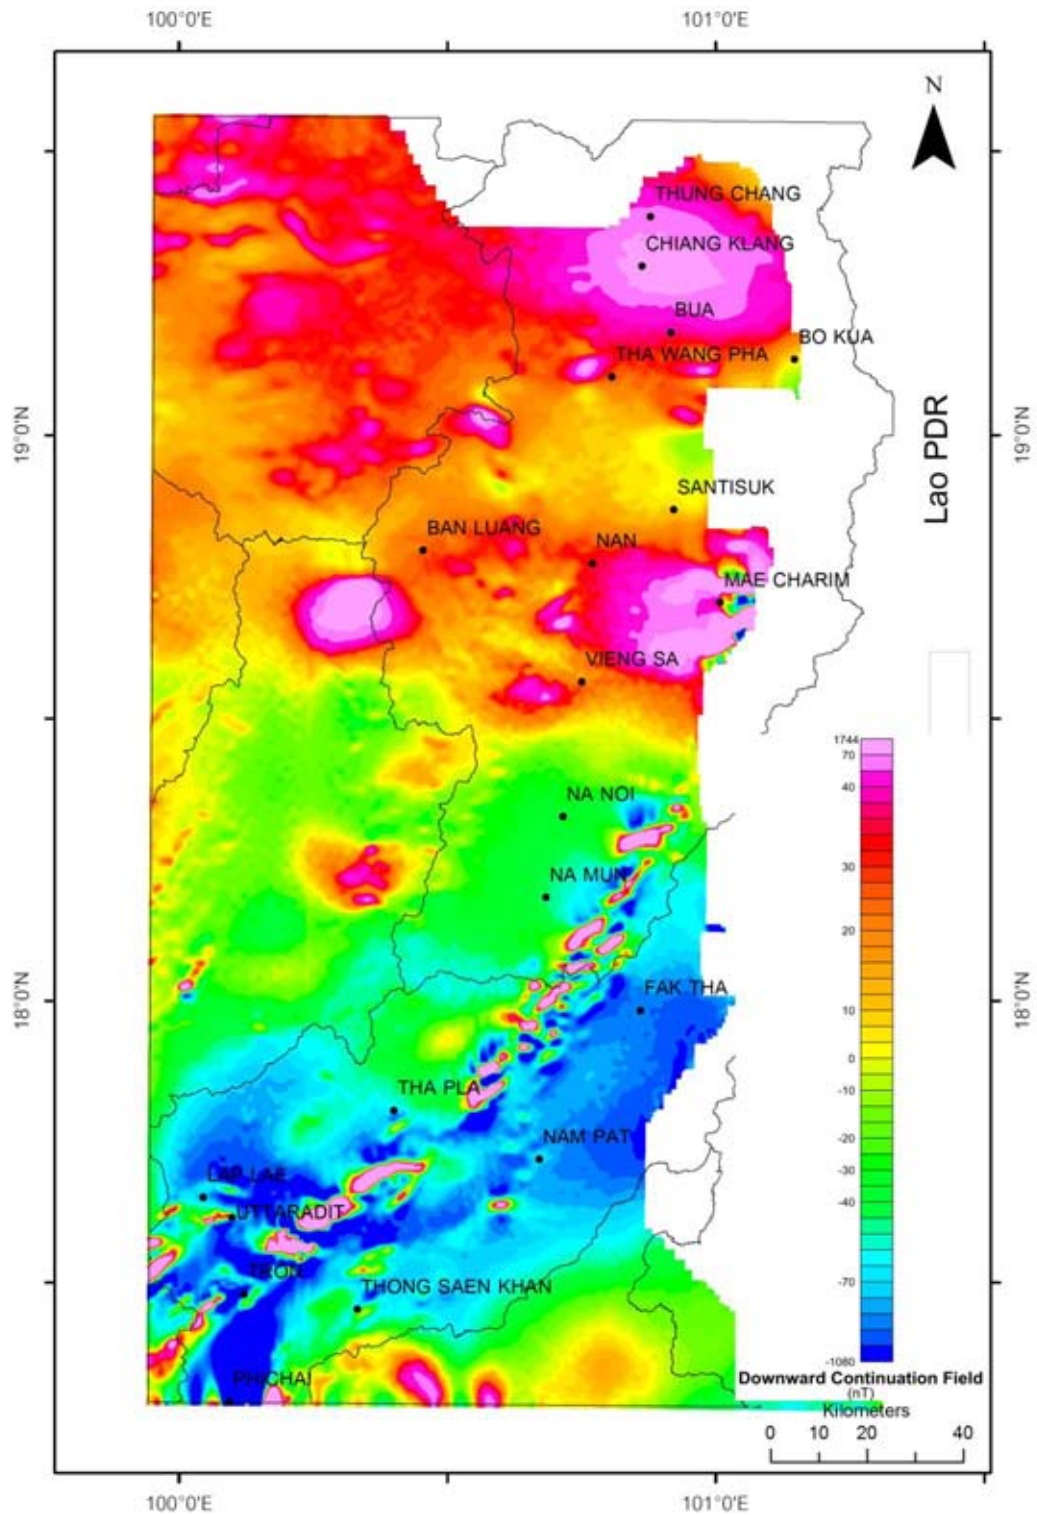 100°0'E
101°0'E
N
THUNG CHANG
CHIANG KLANG
BUA
BO KUA
THA WANG PHA
19°0'N
19°0'N
Lao PDR
SANTISUK
BAN LUANG
NAN
MAE CHARIM
VIENG SA
1744
70
40
NA NOI
30
NA MUN
20
FAK THA
18°0'N
18°0'N
10
0
-10
THA PLA
-20
NAM PAT
-30
LAP LAE
-40
UTTARADIT
TRON
THONG SAEN KHAN
-70
-1080
PHICHAI
Downward Continuation Field
(nT)
Kilometers
0 10 20 40
100°0'E
101°0'E